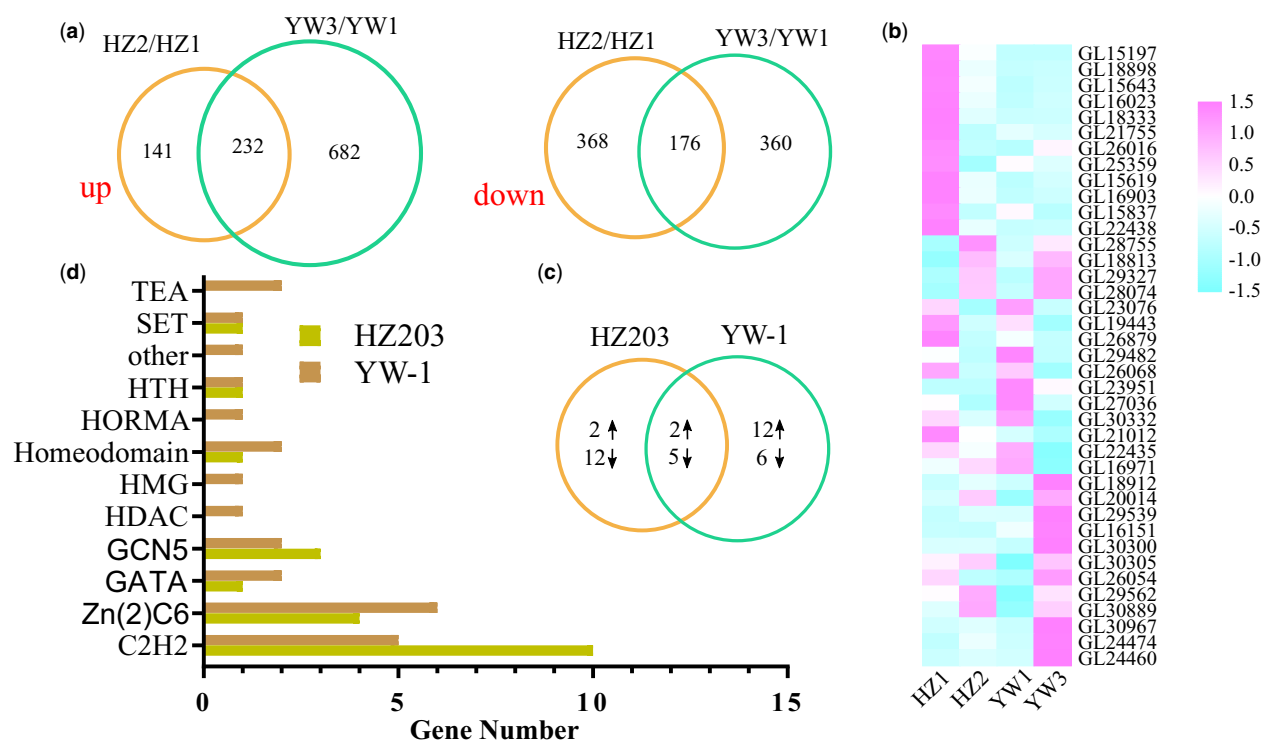 (a)
HZ2/HZ1
YW3/YW1
141
232
682
up
HZ2/HZ1
YW3/YW1
368
176
360
down
(b)
GL15197
GL18898
GL15643
GL16023
GL18333
GL21755
GL26016
GL25359
GL15619
GL16903
GL15837
GL22438
GL28755
GL18813
GL29327
GL28074
GL23076
GL19443
GL26879
GL29482
GL26068
GL23951
GL27036
GL30332
GL21012
GL22435
GL16971
GL18912
GL20014
GL29539
GL16151
GL30300
GL30305
GL26054
GL29562
GL30889
GL30967
GL24474
GL24460
HZ1
HZ2
YW1
YW3
1.5
1.0
0.5
0.0
-0.5
-1.0
-1.5
(d)
TEA
SET
other
HTH
HORMA
Homeodomain
HMG
HDAC
GCN5
GATA
Zn(2)C6
C2H2
HZ203
YW-1
0
5
10
15
Gene Number
(c)
HZ203
YW-1
2↑
12↓
2↑
5↓
12↑
6↓